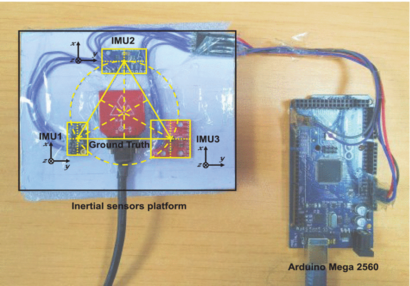 IMU2
x
z
y
IMU1
Ground Truth
IMU3
x
z
y
x
z
y
Inertial sensors platform
Arduino Mega 2560